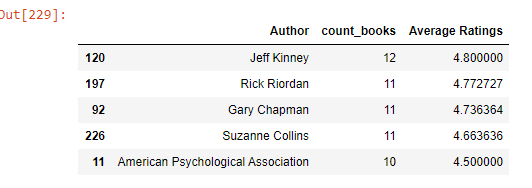 Out[229]:
Author count_books Average Ratings
120 Jeff Kinney 12 4.800000
197 Rick Riordan 11 4.772727
92 Gary Chapman 11 4.736364
226 Suzanne Collins 11 4.663636
11 American Psychological Association 10 4.500000